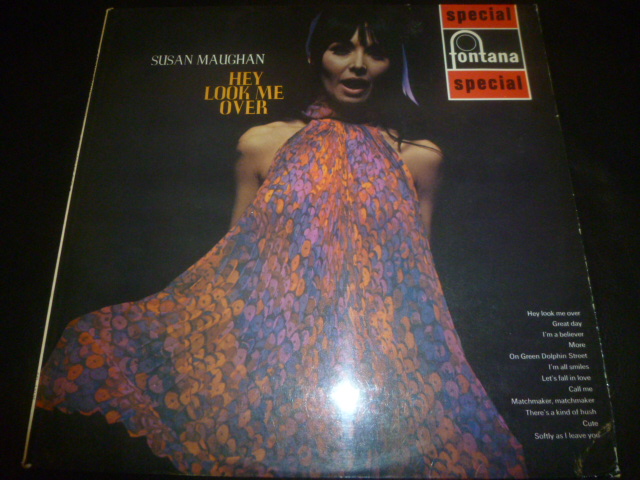 SUSAN MAUGHAN
HEY
LOOK ME
OVER
special
fontana
special
Hey look me over
Great day
I'm a believer
More
On Green Dolphin Street
I'm all smiles
Let's fall in love
Call me
Matchmaker, matchmaker
There's a kind of hush
Cute
Softly as I leave you